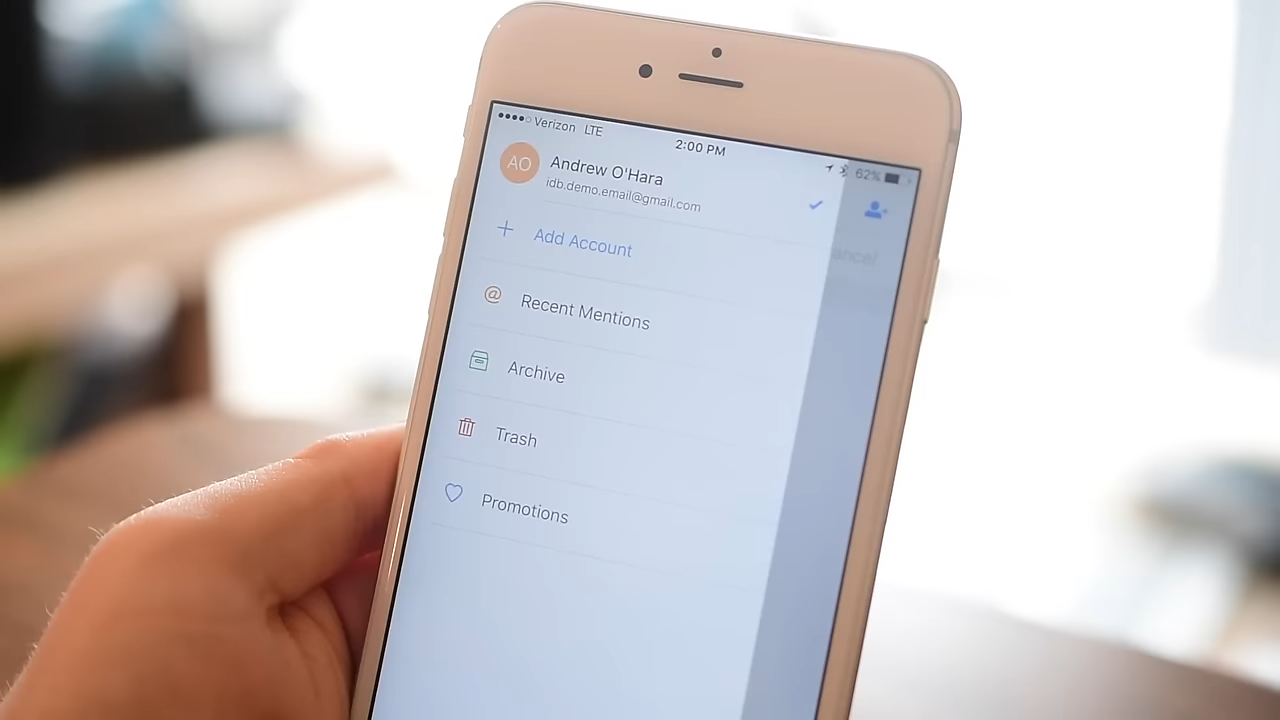 Verizon LTE
2:00 PM
62%
AO
Andrew O'Hara
idb.demo.email@gmail.com
Add Account
ancel
@
Recent Mentions
Archive
Trash
Promotions